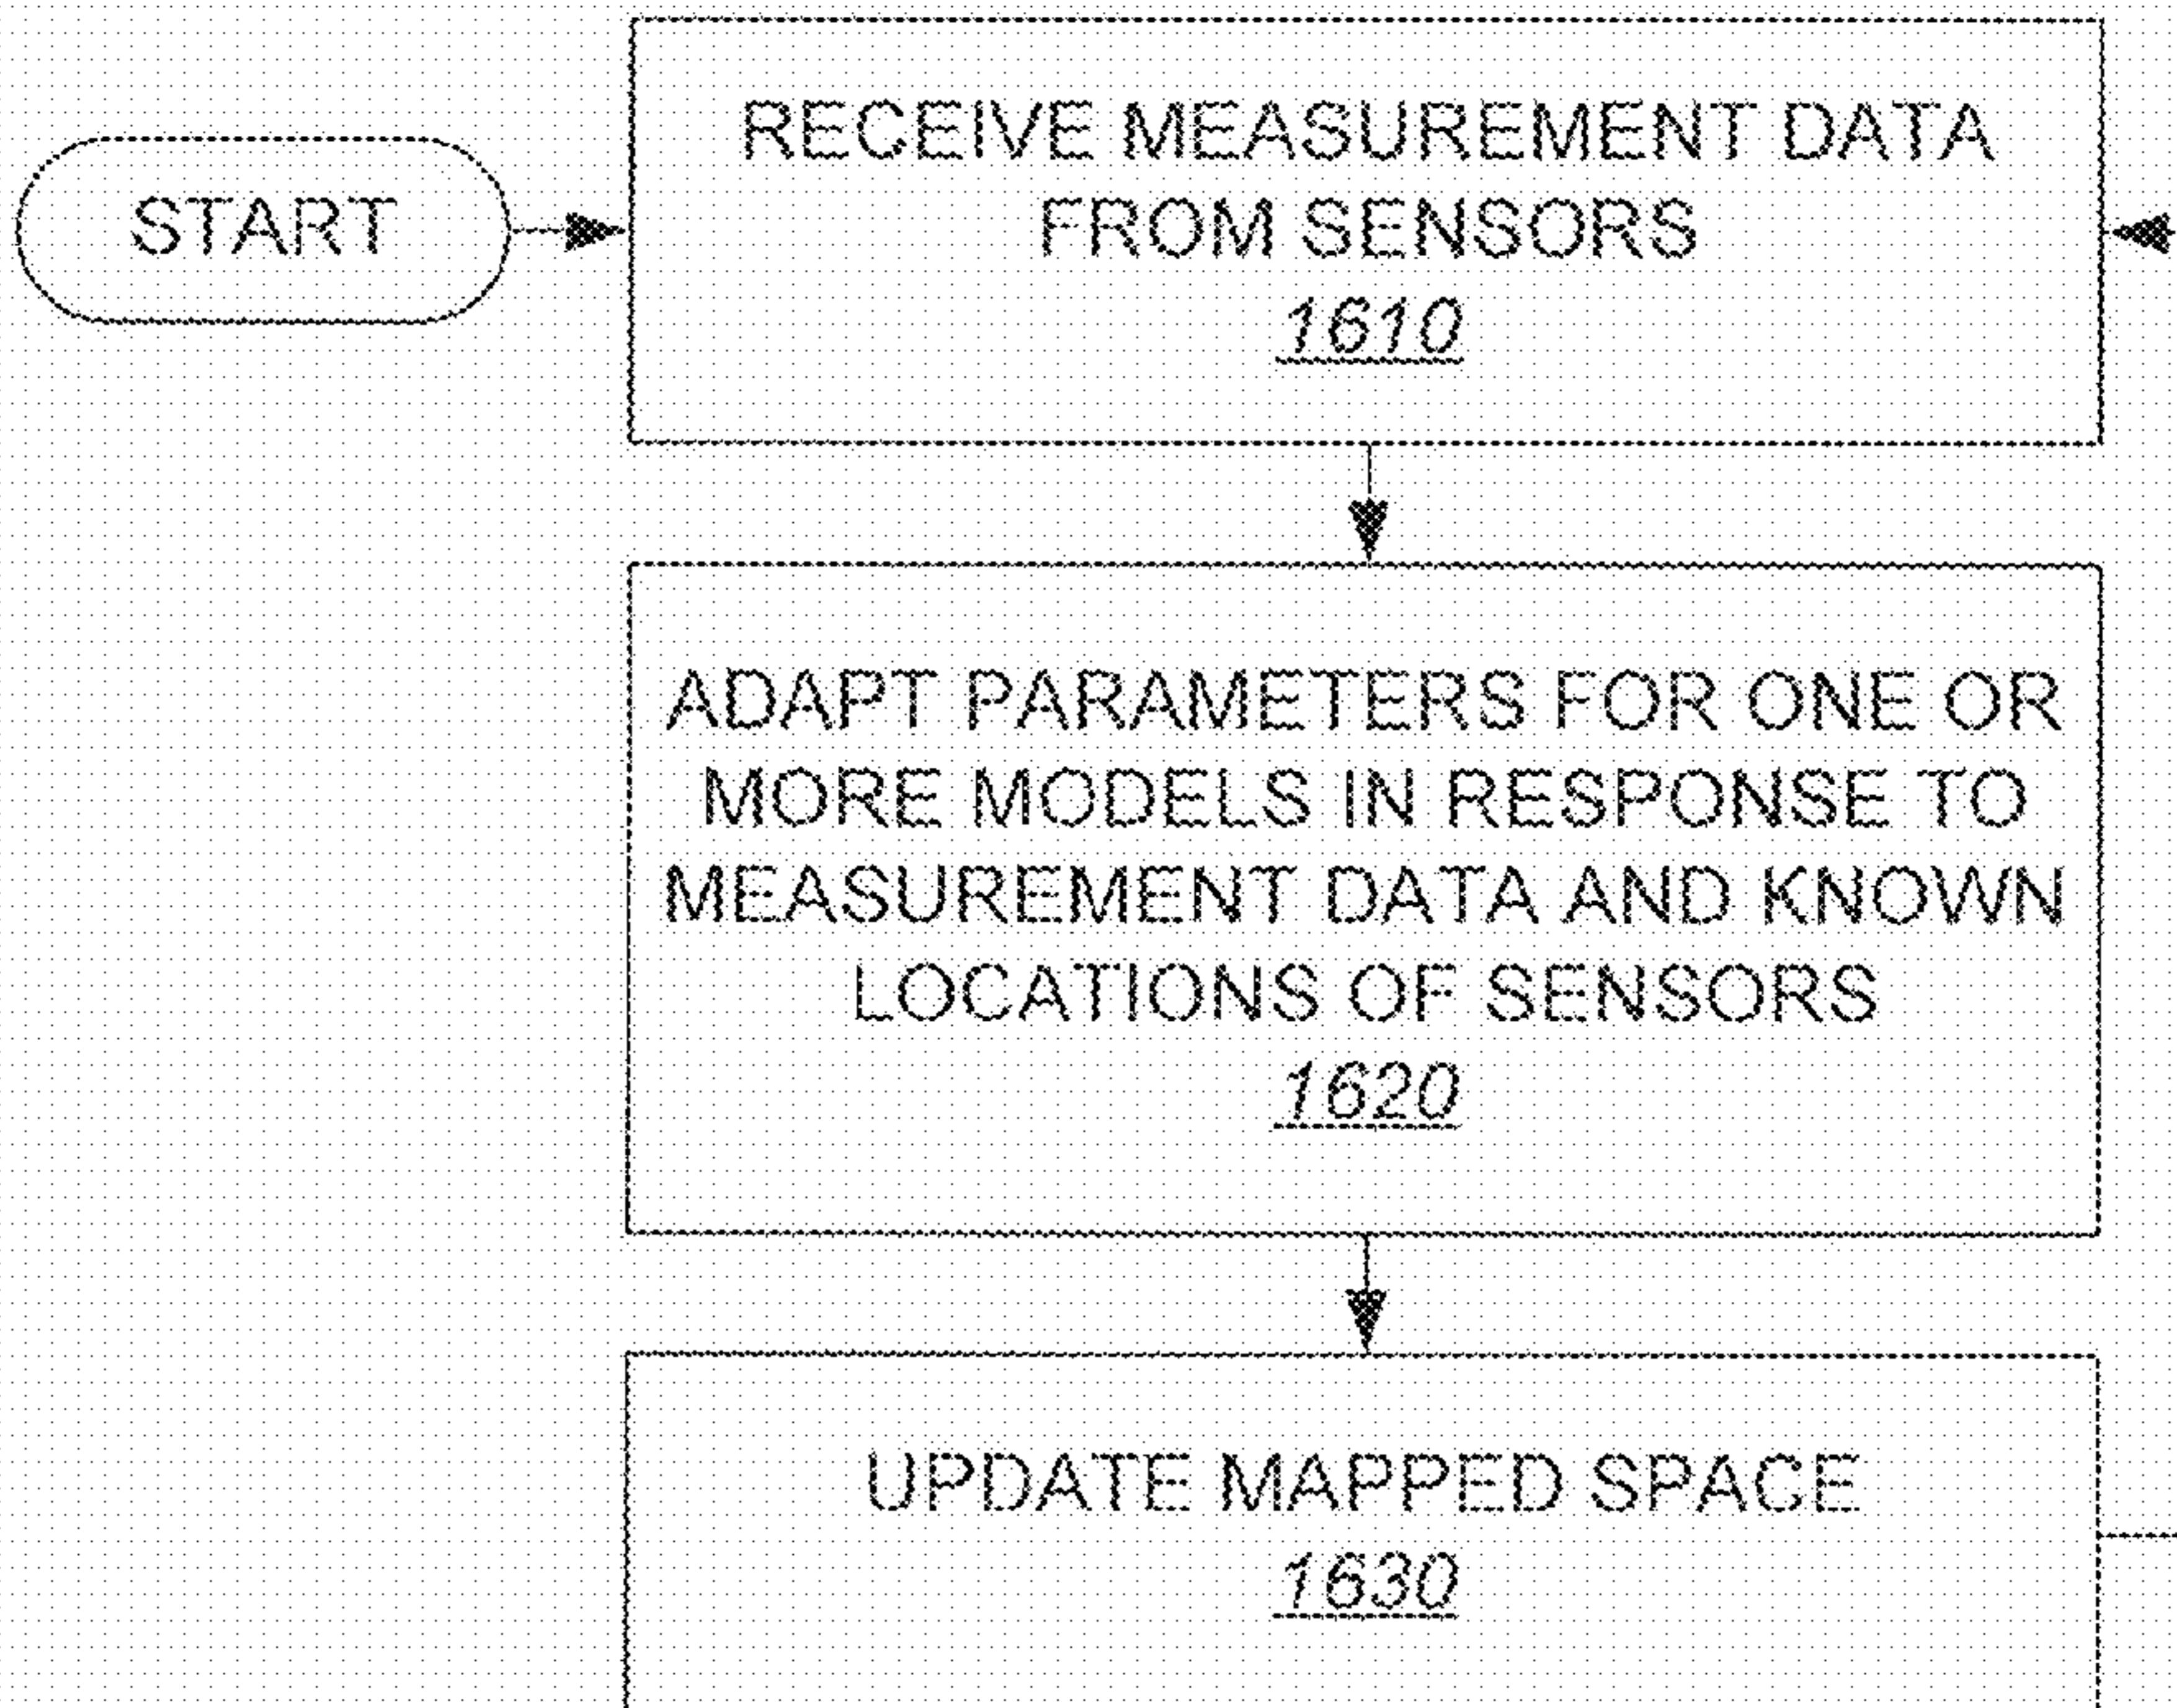 START
RECEIVE MEASUREMENT DATA
FROM SENSORS
1610
ADAPT PARAMETERS FOR ONE OR
MORE MODELS IN RESPONSE TO
MEASUREMENT DATA AND KNOWN
LOCATIONS OF SENSORS
1620
UPDATE MAPPED SPACE
1630